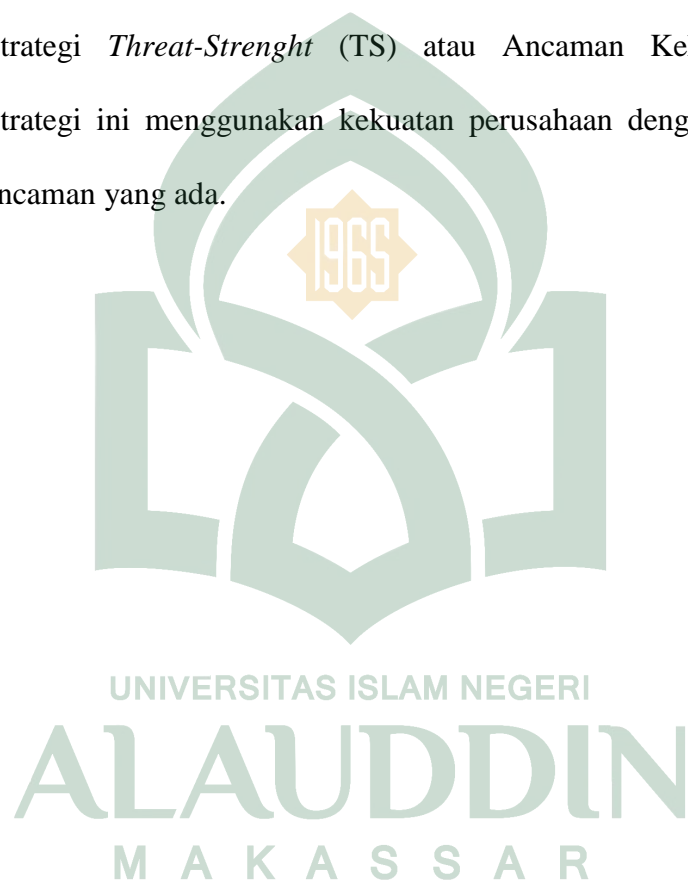 trategi Threat-Strenght (TS) atau Ancaman Ke
trategi ini menggunakan kekuatan perusahaan deng
ncaman yang ada.
1965
UNIVERSITAS ISLAM NEGERI
ALAUDDIN
MAKASSAR